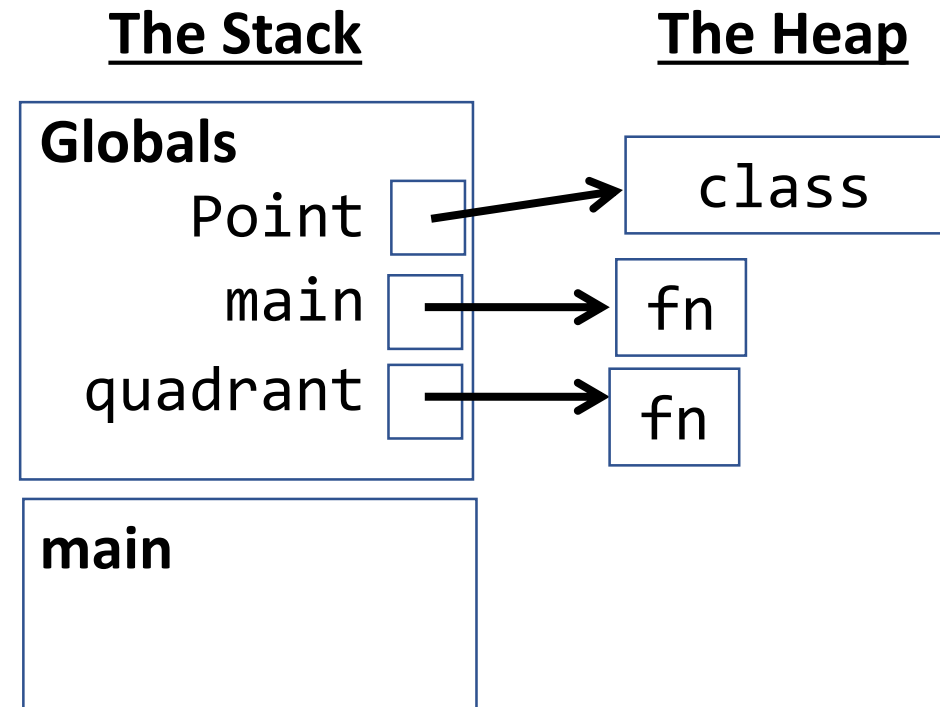 The Stack
The Heap
Globals
Point
class
main
fn
quadrant
fn
main